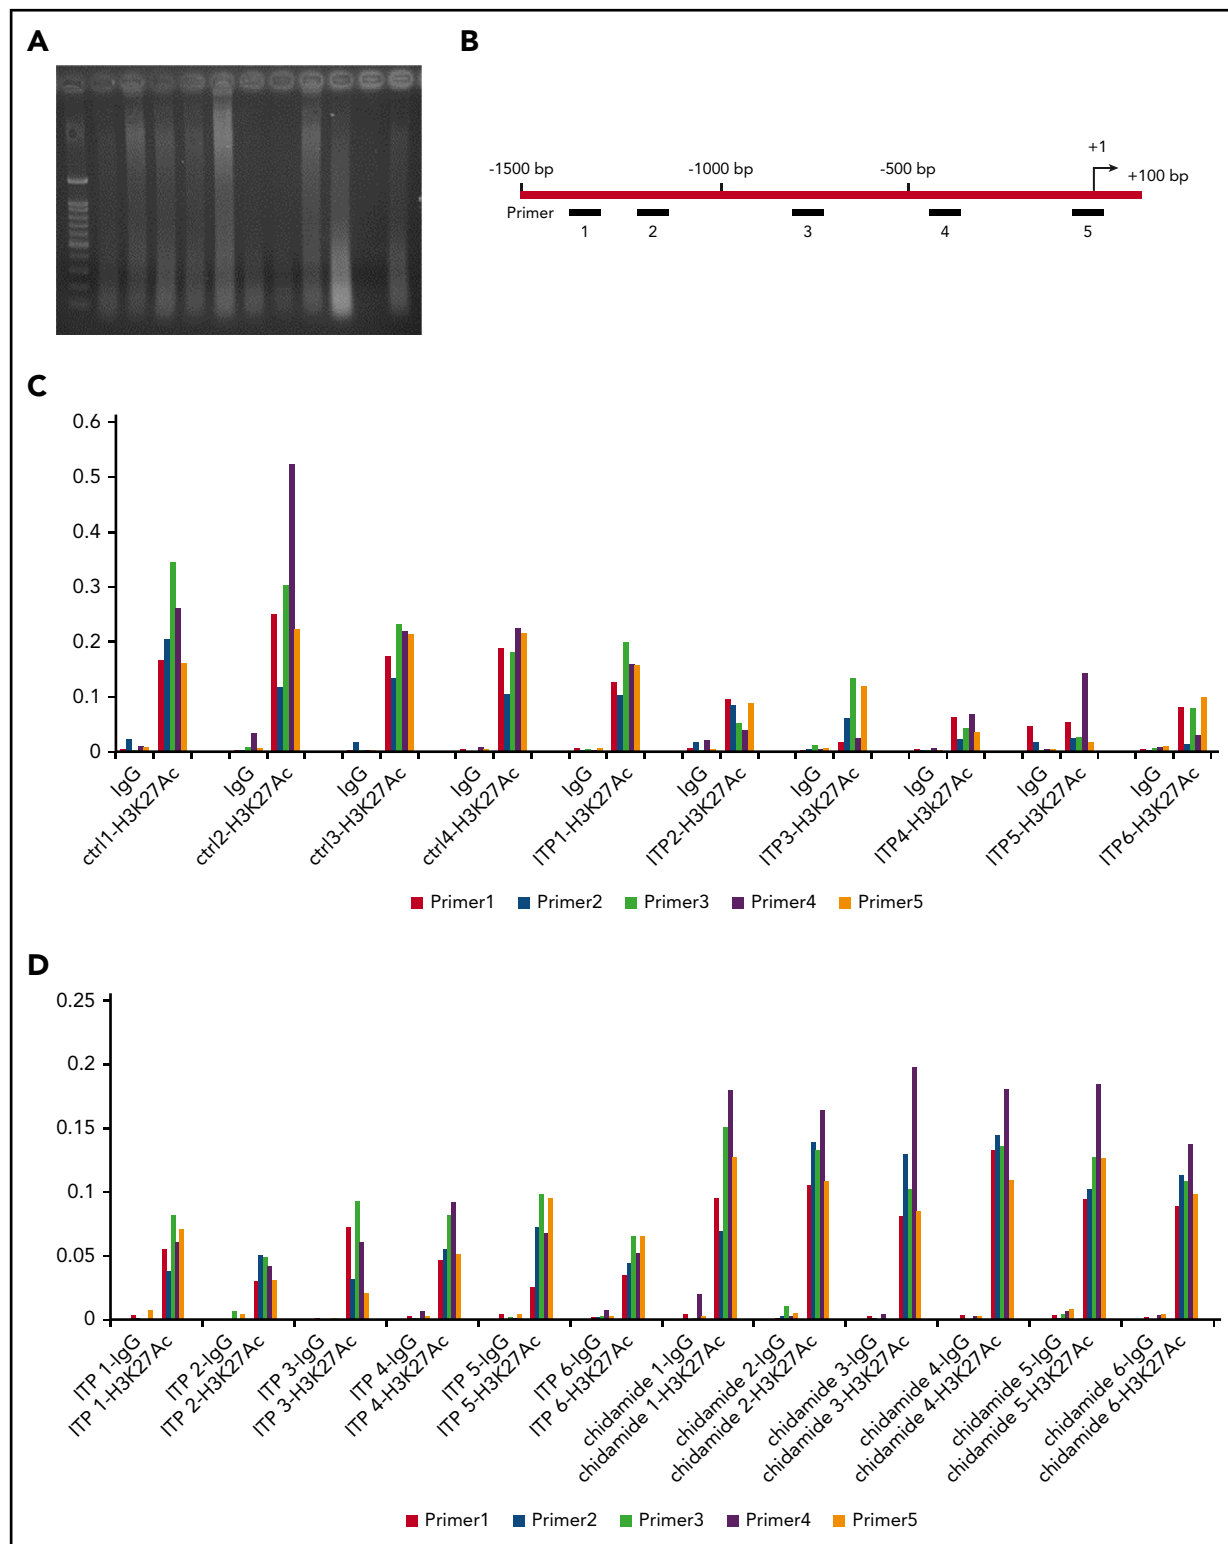 A
B
-1500 bp
-1000 bp
-500 bp
+1
+100 bp
Primer
1
2
3
4
5
C
0.6
0.5
0.4
0.3
0.2
0.1
0
IgG
ctrl1-H3K27Ac
IgG
ctrl2-H3K27Ac
IgG
ctrl3-H3K27Ac
IgG
ctrl4-H3K27Ac
IgG
ITP1-H3K27Ac
IgG
ITP2-H3K27Ac
IgG
ITP3-H3K27Ac
IgG
ITP4-H3k27Ac
IgG
ITP5-H3K27Ac
IgG
ITP6-H3K27Ac
Primer1 Primer2 Primer3 Primer4 Primer5
D
0.25
0.2
0.15
0.1
0.05
0
ITP 1-IgG
ITP 1-H3K27Ac
ITP 2-IgG
ITP 2-H3K27Ac
ITP 3-IgG
ITP 3-H3K27Ac
ITP 4-IgG
ITP 4-H3K27Ac
ITP 5-IgG
ITP 5-H3K27Ac
ITP 6-IgG
ITP 6-H3K27Ac
chidamide 1-IgG
chidamide 1-H3K27Ac
chidamide 2-IgG
chidamide 2-H3K27Ac
chidamide 3-IgG
chidamide 3-H3K27Ac
chidamide 4-IgG
chidamide 4-H3K27Ac
chidamide 5-IgG
chidamide 5-H3K27Ac
chidamide 6-IgG
chidamide 6-H3K27Ac
Primer1 Primer2 Primer3 Primer4 Primer5